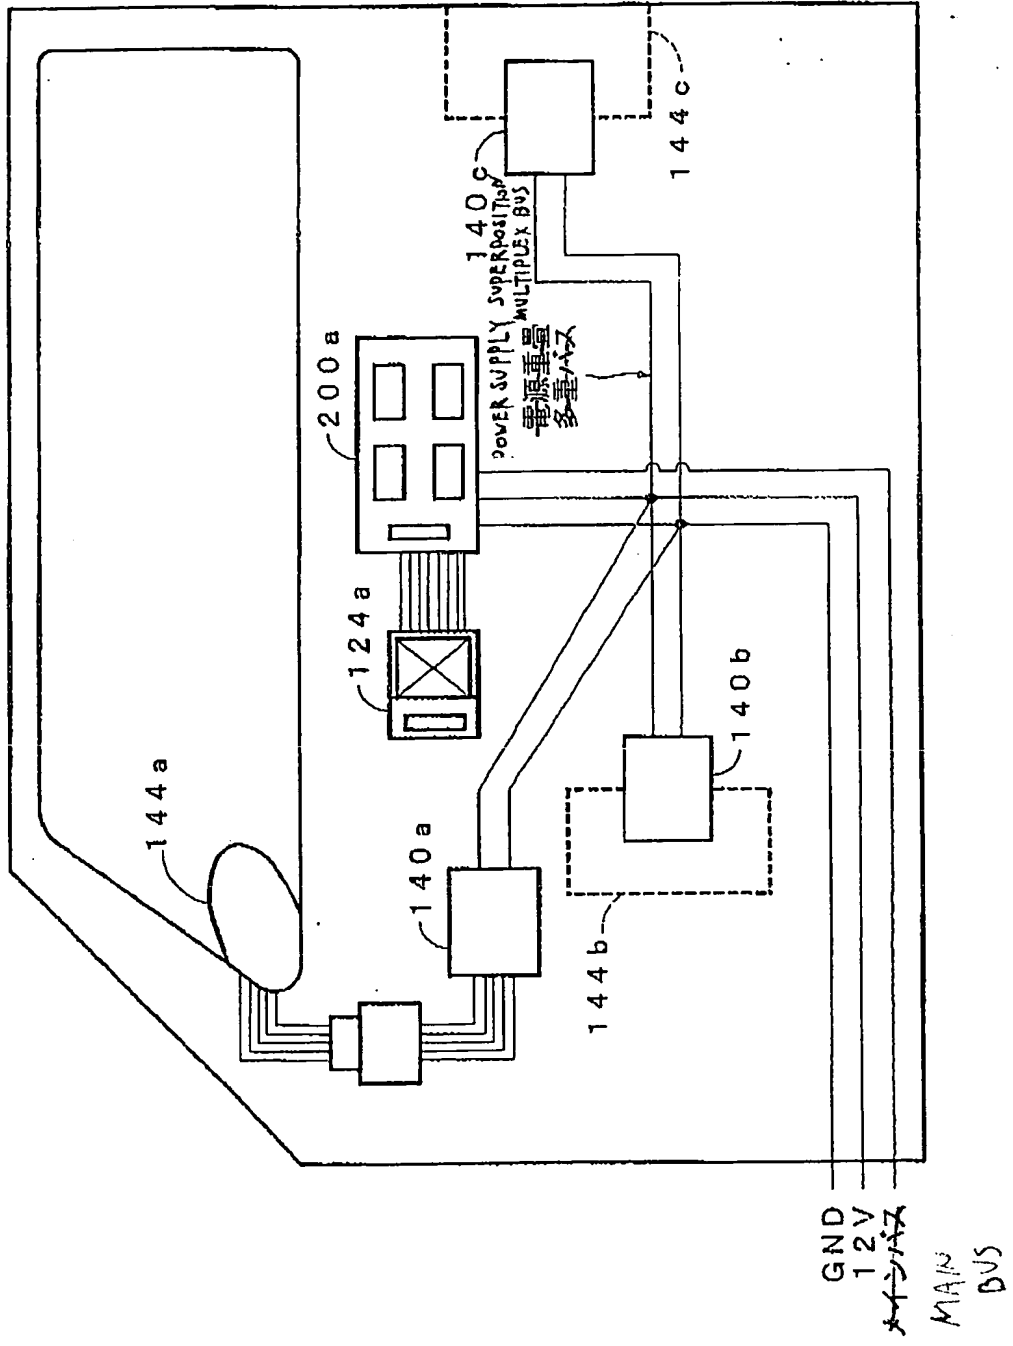 144a
124a
200a
140a
140b
140c
144b
144c
POWER SUPPLY SUPERPOSITION
MULTIPLEX BUS
電源重畳
多重バス
GND
12V
メインバス
MAIN
BUS